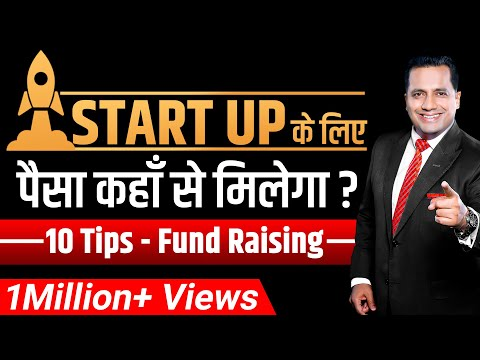 START UP के लिए
पैसा कहाँ से मिलेगा ?
10 Tips - Fund Raising
1Million+ Views